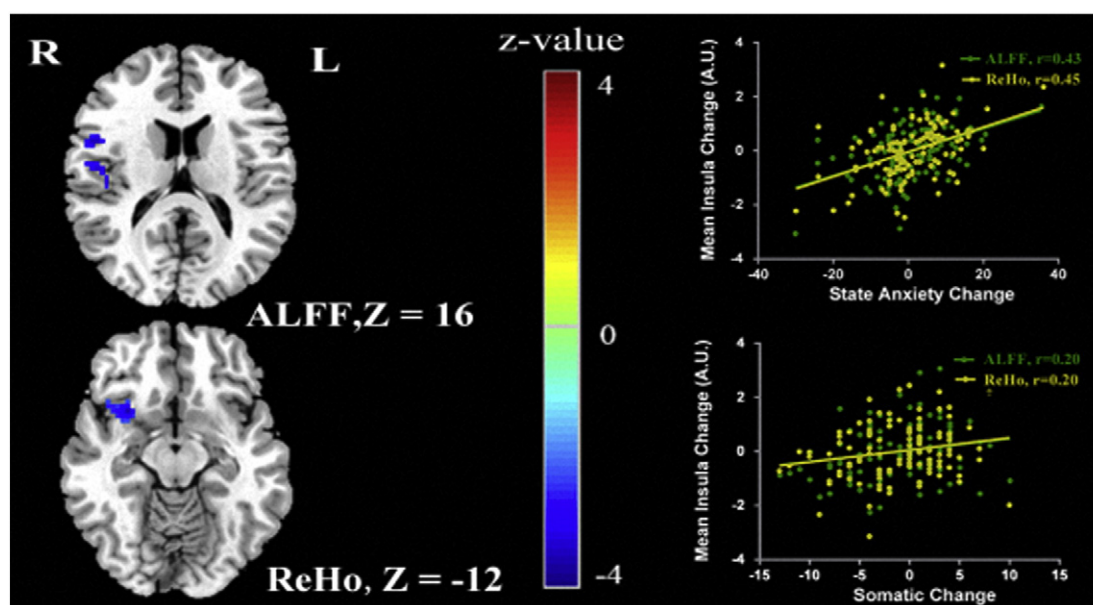 R
L
ALFF,Z = 16
ReHo, Z = -12
z-value
4
0
-4
ALFF, r=0.43
ReHo, r=0.45
Mean Insula Change (A.U.)
4
2
0
-2
-4
-40
-20
0
20
40
State Anxiety Change
ALFF, r=0.20
ReHo, r=0.20
Mean Insula Change (A.U.)
4
2
0
-2
-4
-15
-10
-5
0
5
10
15
Somatic Change